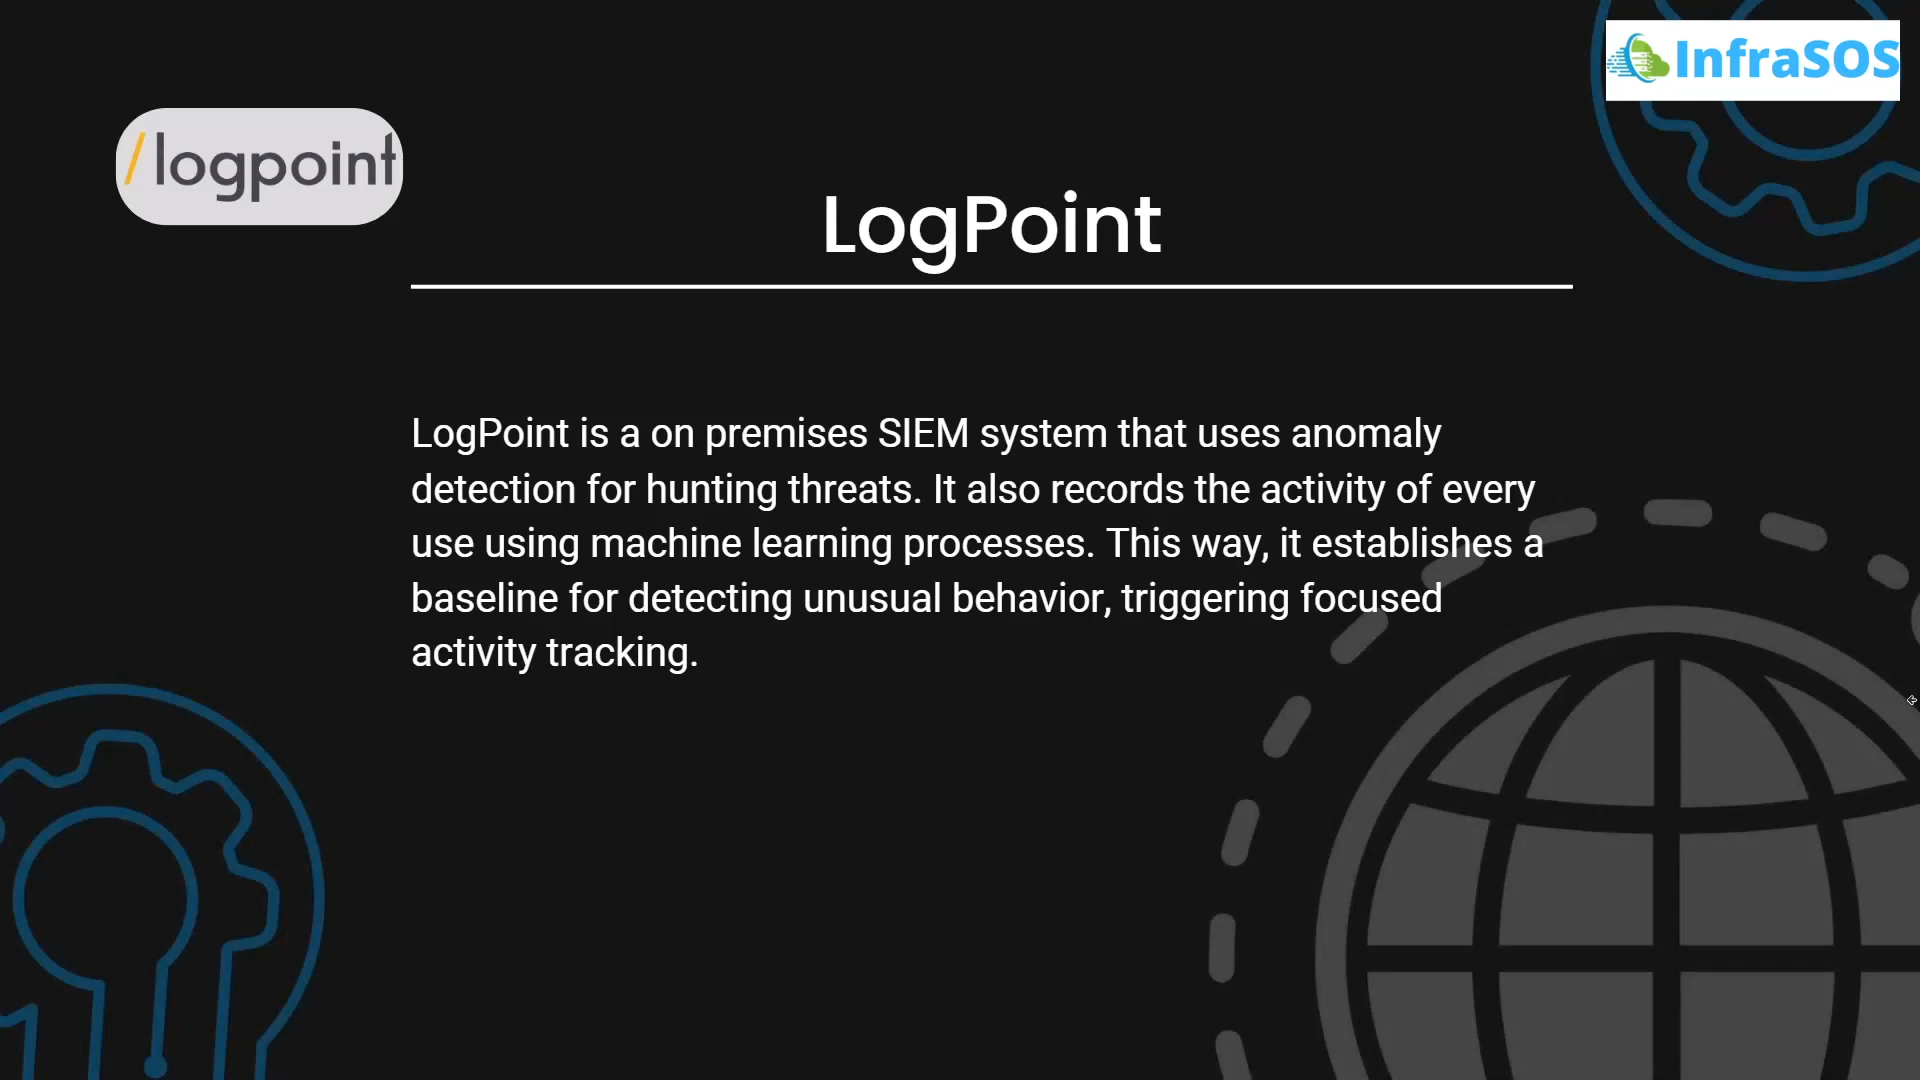 InfraSOS
/logpoint
LogPoint
LogPoint is a on premises SIEM system that uses anomaly
detection for hunting threats. It also records the activity of every
use using machine learning processes. This way, it establishes a
baseline for detecting unusual behavior, triggering focused
activity tracking.